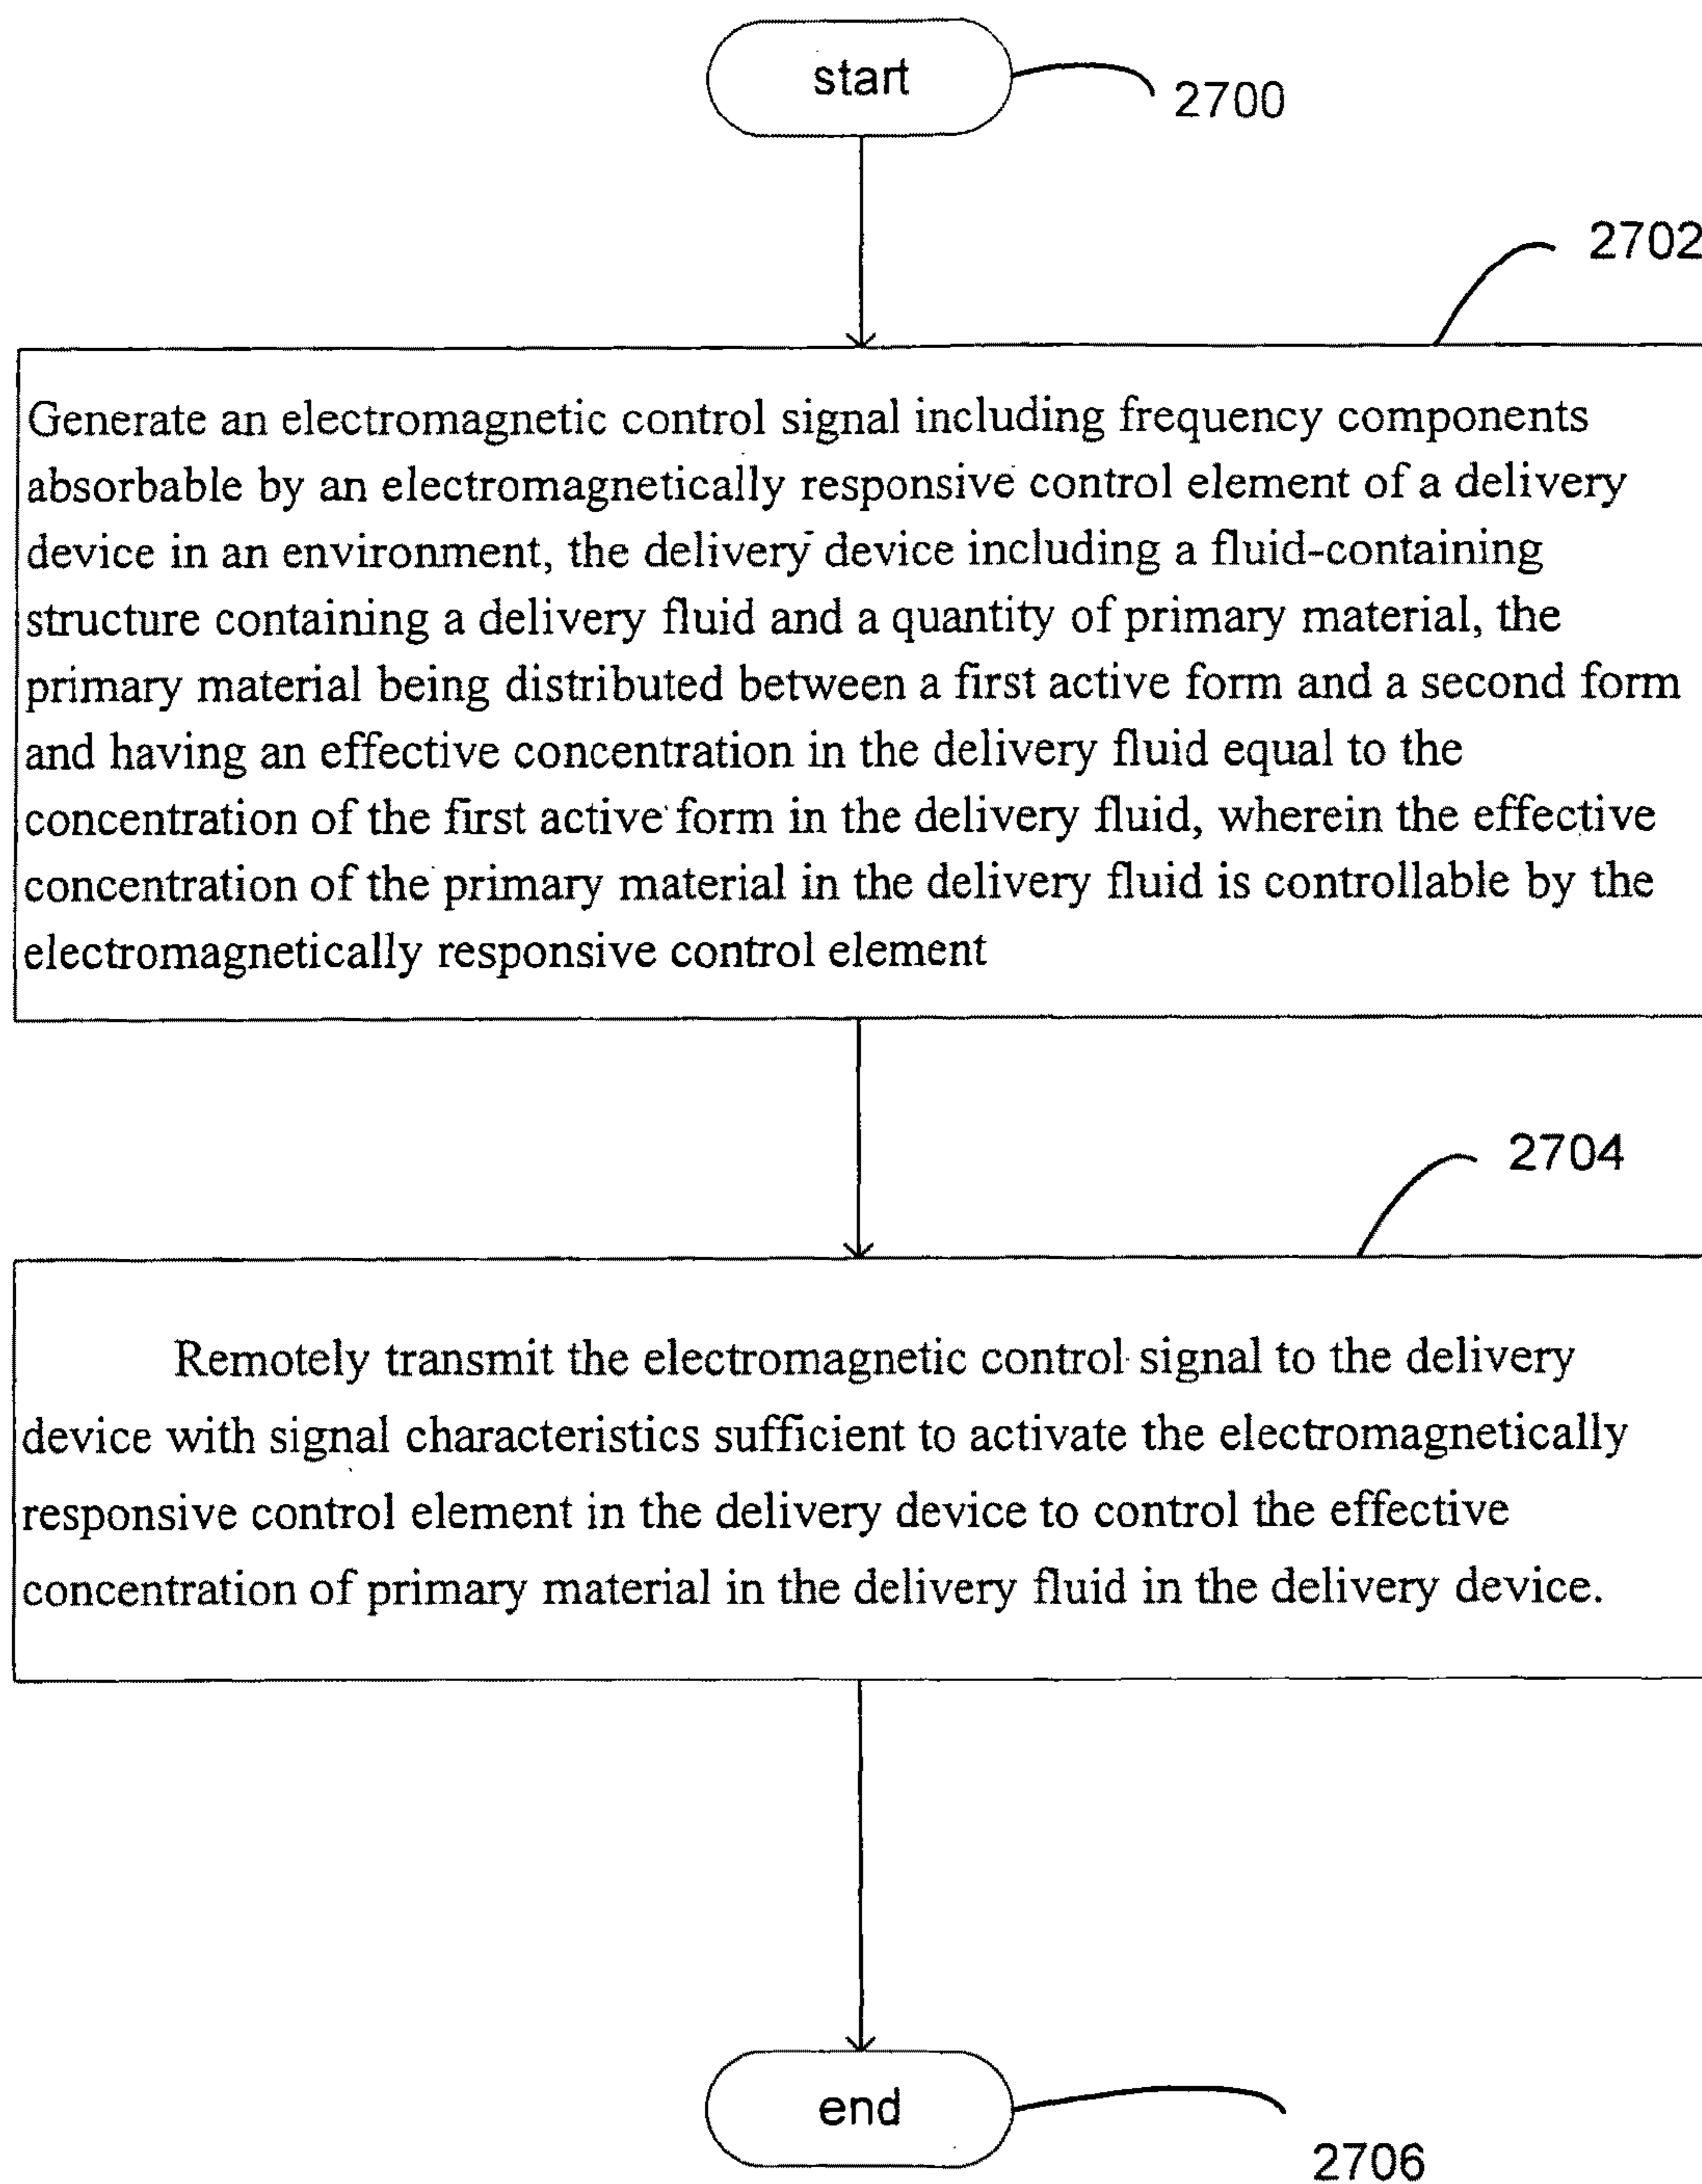 start
2700
2702
Generate an electromagnetic control signal including frequency components
absorbable by an electromagnetically responsive control element of a delivery
device in an environment, the delivery device including a fluid-containing
structure containing a delivery fluid and a quantity of primary material, the
primary material being distributed between a first active form and a second form
and having an effective concentration in the delivery fluid equal to the
concentration of the first active form in the delivery fluid, wherein the effective
concentration of the primary material in the delivery fluid is controllable by the
electromagnetically responsive control element
2704
Remotely transmit the electromagnetic control signal to the delivery
device with signal characteristics sufficient to activate the electromagnetically
responsive control element in the delivery device to control the effective
concentration of primary material in the delivery fluid in the delivery device.
end
2706